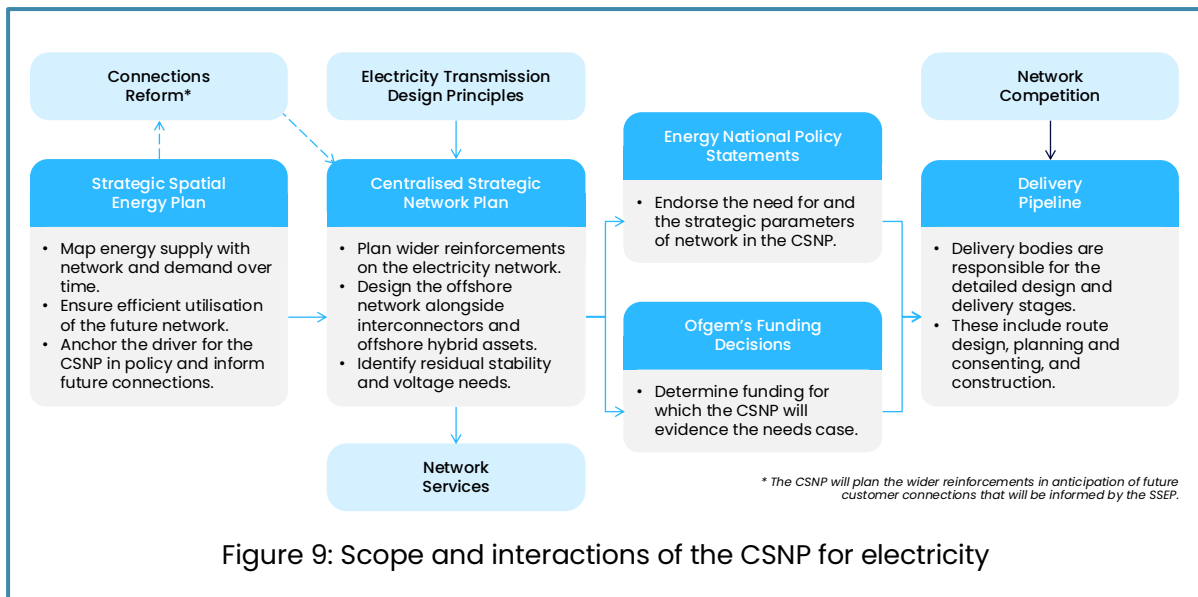 Connections
Reform*
Electricity Transmission
Design Principles
Network
Competition
Strategic Spatial
Energy Plan
• Map energy supply with
network and demand over
time.
• Ensure efficient utilisation
of the future network.
• Anchor the driver for the
CSNP in policy and inform
future connections.
Centralised Strategic
Network Plan
• Plan wider reinforcements
on the electricity network.
• Design the offshore
network alongside
interconnectors and
offshore hybrid assets.
• Identify residual stability
and voltage needs.
Network
Services
Energy National Policy
Statements
• Endorse the need for and
the strategic parameters
of network in the CSNP.
Ofgem's Funding
Decisions
• Determine funding for
which the CSNP will
evidence the needs case.
Delivery
Pipeline
• Delivery bodies are
responsible for the
detailed design and
delivery stages.
• These include route
design, planning and
consenting, and
construction.
* The CSNP will plan the wider reinforcements in anticipation of future
customer connections that will be informed by the SSEP.
Figure 9: Scope and interactions of the CSNP for electricity